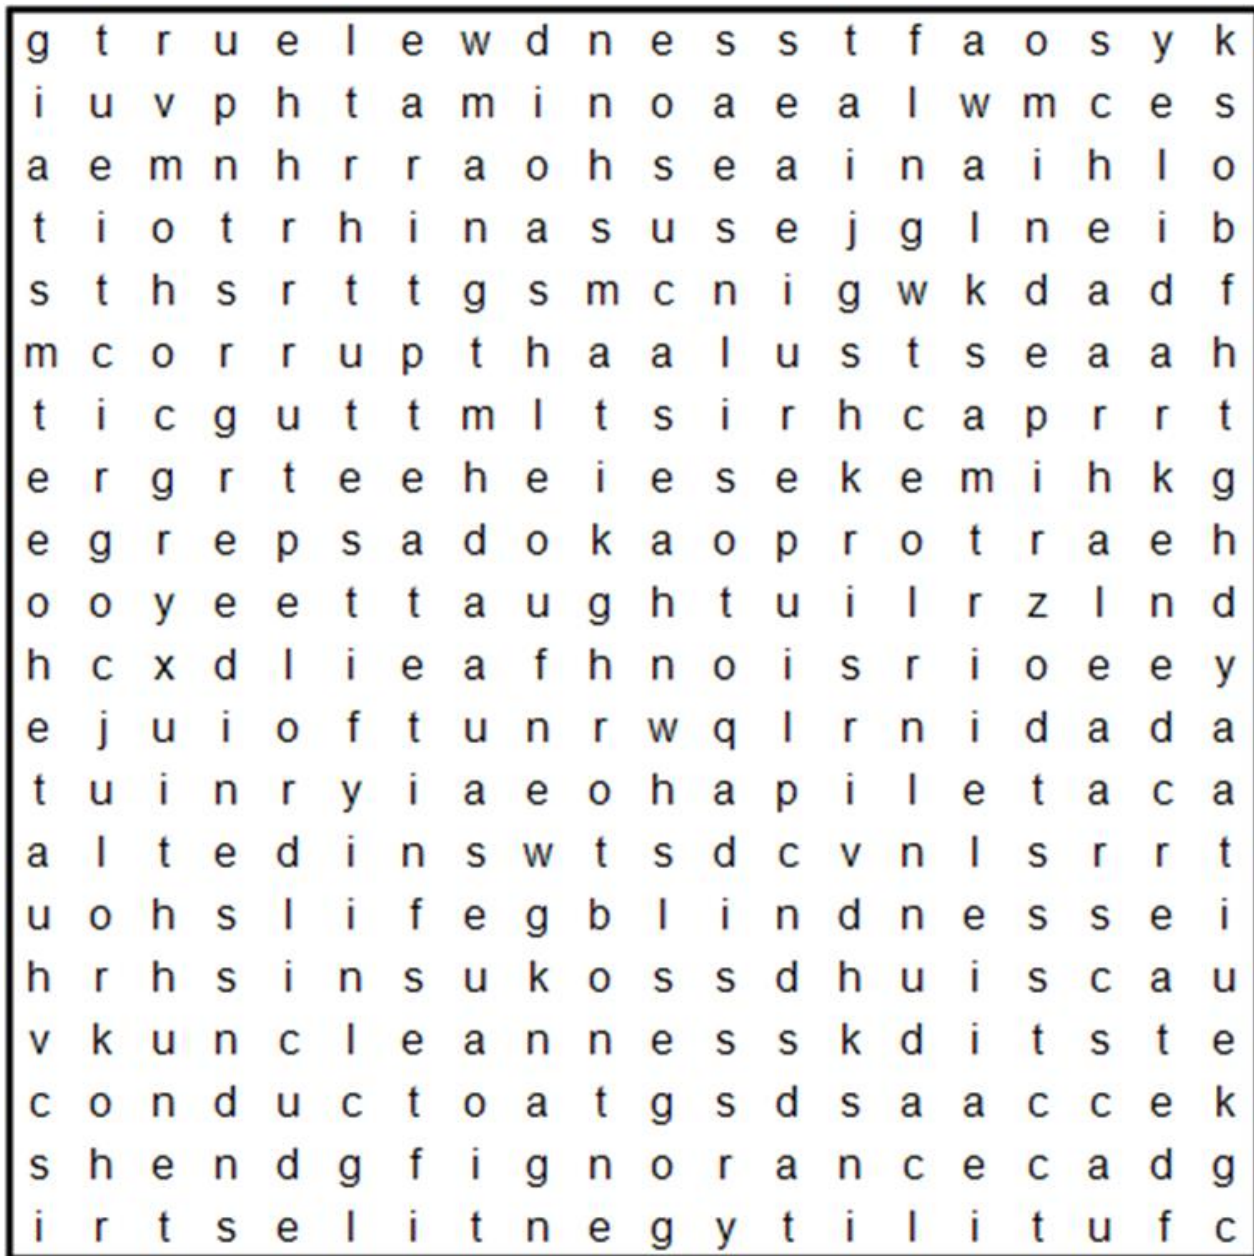 g t r u e l e w d n e s s t f a o s y k
i u v p h t a m i n o a e a l w m c e s
a e m n h r r a o h s e a i n a i h l o
t i o t r h i n a s u s e j g l n e i b
s t h s r t t g s m c n i g w k d a d f
m c o r r u p t h a a l u s t s e a a h
t i c g u t t m l t s i r h c a p r r t
e r g r t e e h e i e s e k e m i h k g
e g r e p s a d o k a o p r o t r a e h
o o y e e t t a u g h t u i l r z l n d
h c x d l i e a f h n o i s r i o e e y
e j u i o f t u n r w q l r n i d a d a
t u i n r y i a e o h a p i l e t a c a
a l t e d i n s w t s d c v n l s r r t
u o h s l i f e g b l i n d n e s s e i
h r h s i n s u k o s s d h u i s c a u
v k u n c l e a n n e s s k d i t s t e
c o n d u c t o a t g s d s a a c c e k
s h e n d g f i g n o r a n c e c a d g
i r t s e l i t n e g y t i l i t u f c